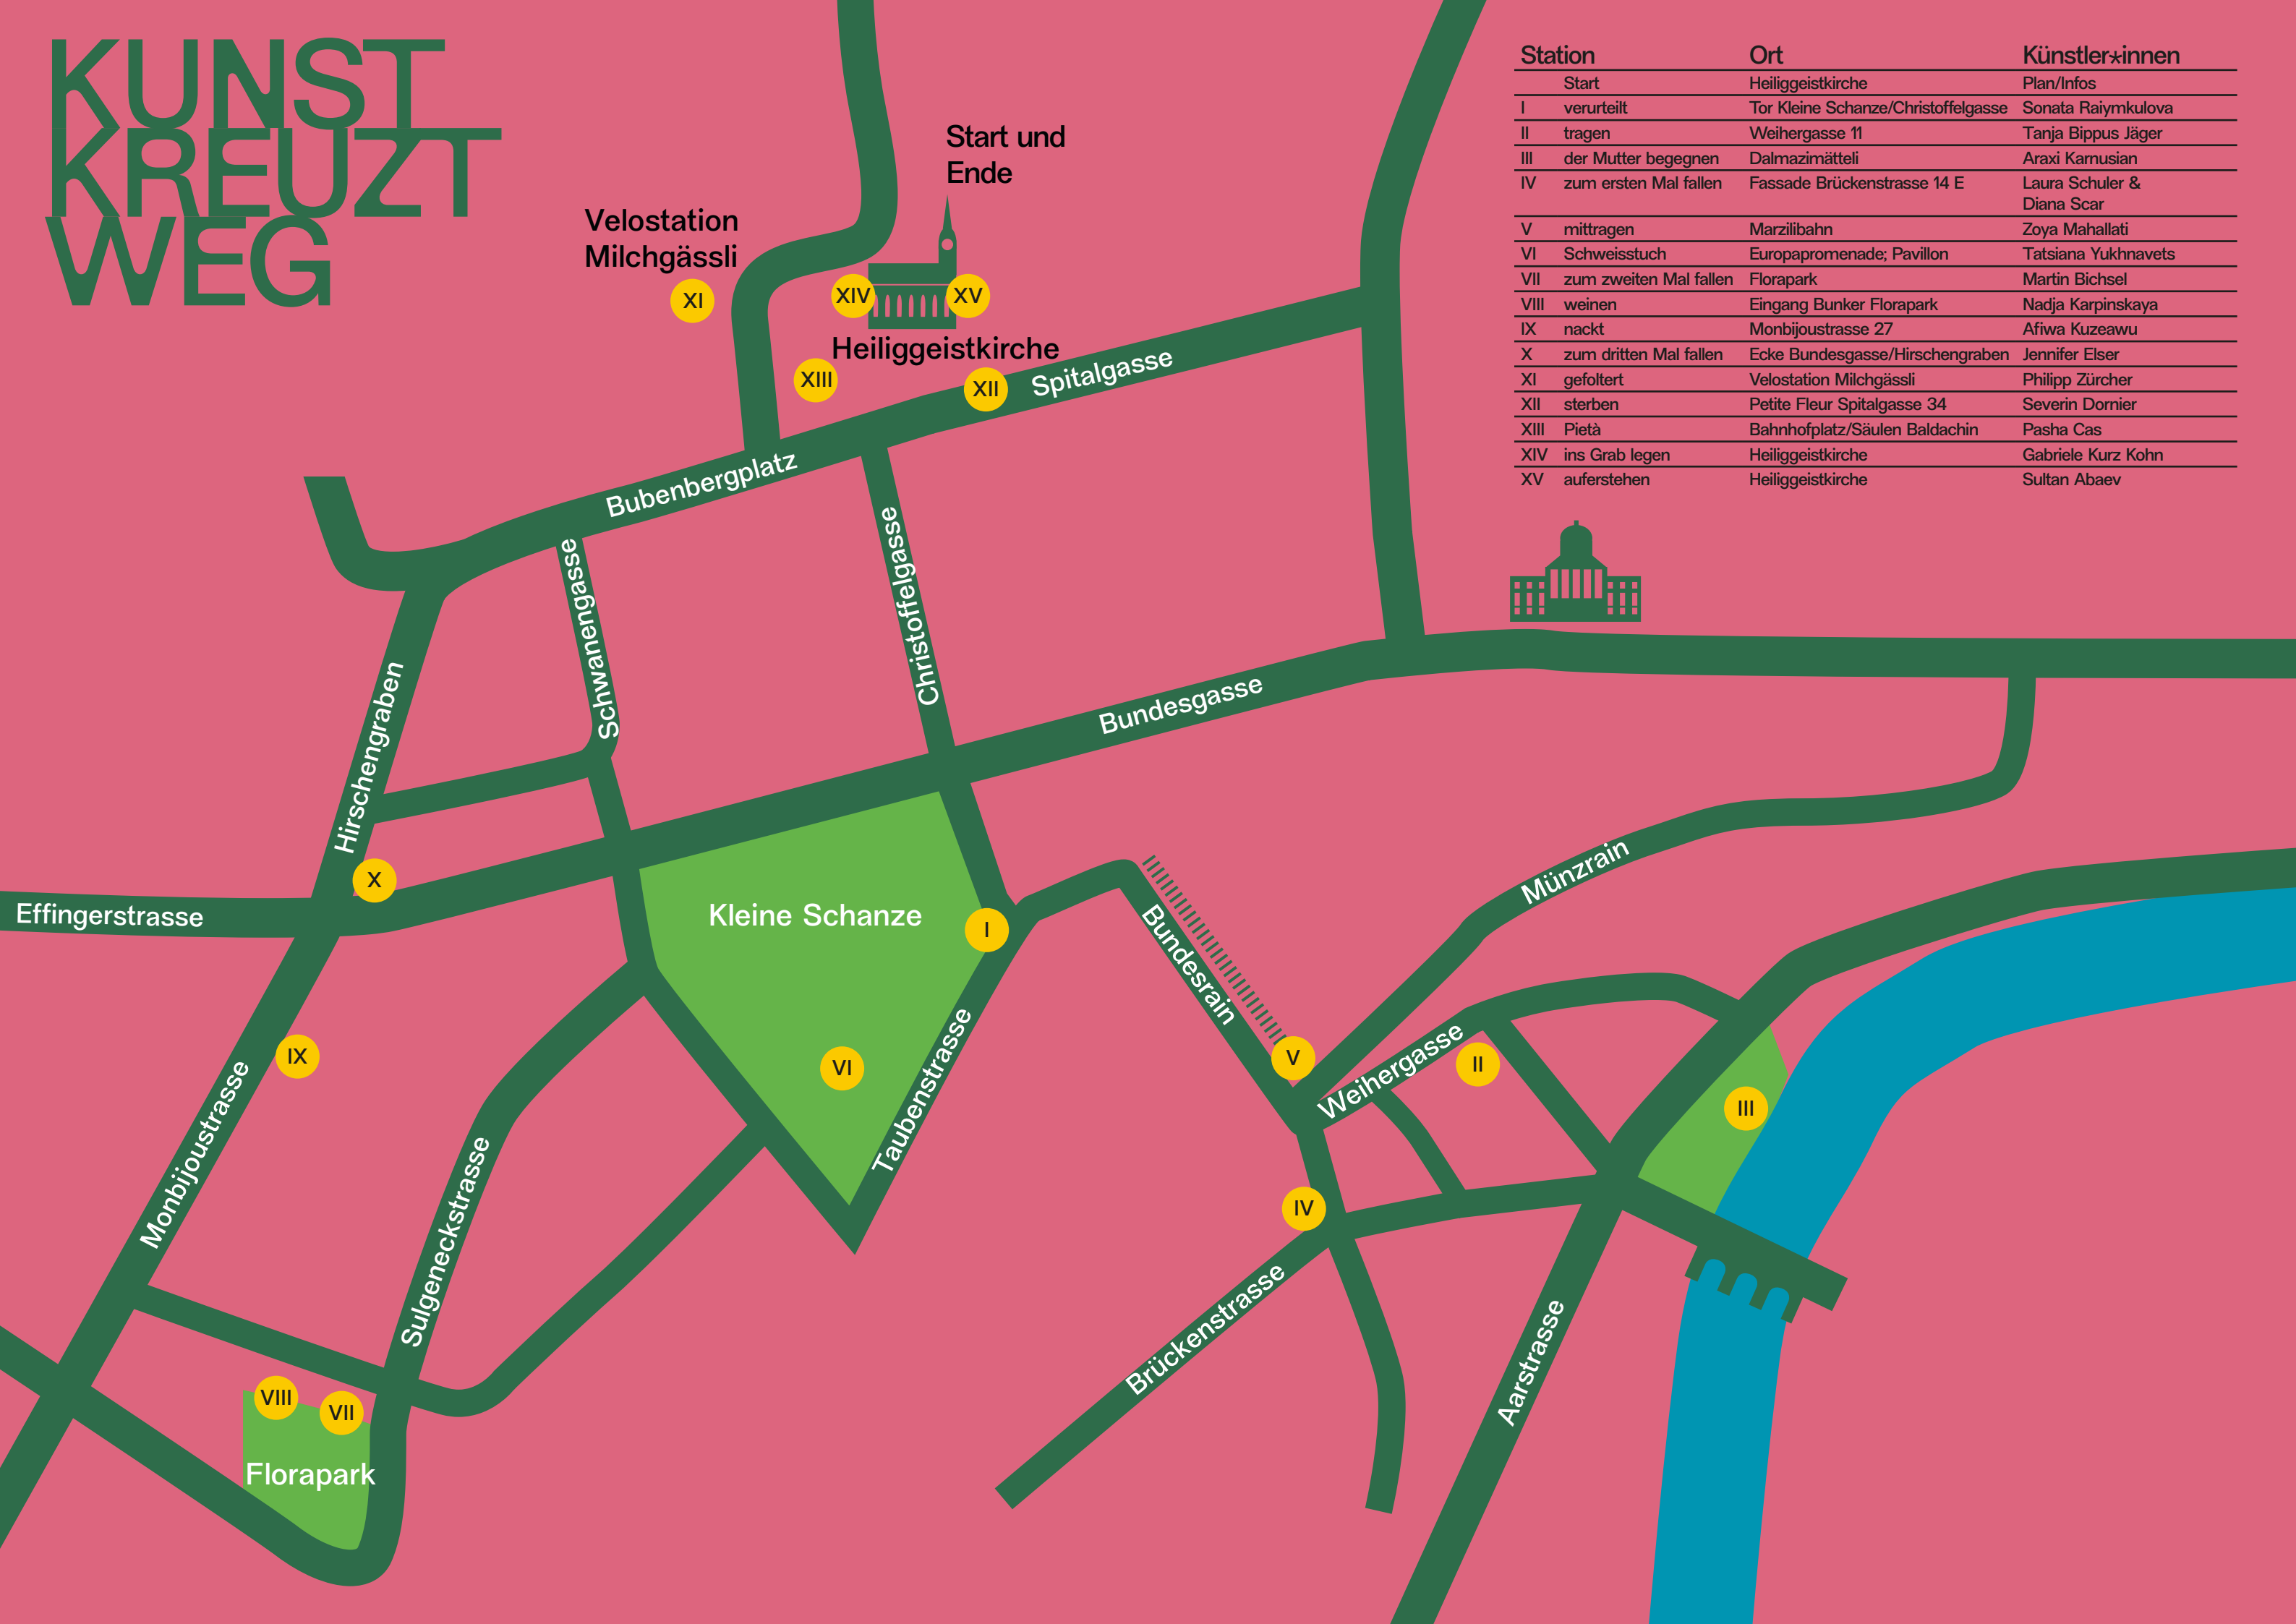 KUNST
KREUZT
WEG
Station Ort Künstler*innen
Start Heiliggeistkirche Plan/Infos
I verurteilt Tor Kleine Schanze/Christoffelgasse Sonata Raiymkulova
II tragen Weihergasse 11 Tanja Bippus Jäger
III der Mutter begegnen Dalmazimätteli Araxi Karnusian
IV zum ersten Mal fallen Fassade Brückenstrasse 14 E Laura Schuler &
Diana Scar
V mittragen Marzilibahn Zoya Mahallati
VI Schweisstuch Europapromenade; Pavillon Tatsiana Yukhnavets
VII zum zweiten Mal fallen Florapark Martin Bichsel
VIII weinen Eingang Bunker Florapark Nadja Karpinskaya
IX nackt Monbijoustrasse 27 Afiwa Kuzeawu
X zum dritten Mal fallen Ecke Bundesgasse/Hirschengraben Jennifer Elser
XI gefoltert Velostation Milchgässli Philipp Zürcher
XII sterben Petite Fleur Spitalgasse 34 Severin Dornier
XIII Pietà Bahnhofplatz/Säulen Baldachin Pasha Cas
XIV ins Grab legen Heiliggeistkirche Gabriele Kurz Kohn
XV auferstehen Heiliggeistkirche Sultan Abaev
Start und
Ende
Velostation
Milchgässli
XI
XIV
XV
Heiliggeistkirche
XIII
XII
Spitalgasse
Bubenbergplatz
Schwanengasse
Christoffelgasse
Hirschengraben
Bundesgasse
X
Effingerstrasse
Kleine Schanze
I
Bundesrain
Münzrain
IX
VI
V
Weihergasse
II
III
Taubenstrasse
Monbijoustrasse
Sulgeneckstrasse
IV
Brückenstrasse
Aarstrasse
VIII
VII
Florapark